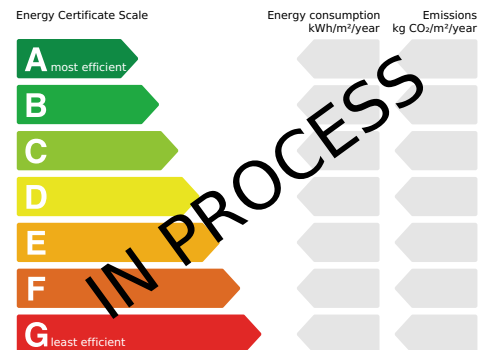 Energy Certificate Scale
Energy consumption
kWh/m²/year
Emissions
kg CO₂/m²/year
A most efficient
B
C
D
E
F
G least efficient
IN PROCESS